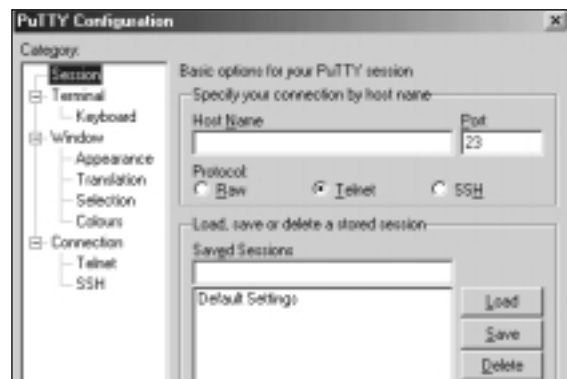 PuTTY Configuration
Category:
Session
Terminal
Keyboard
Window
Appearance
Translation
Selection
Colours
Connection
Telnet
SSH
Basic options for your PuTTY session
Specify your connection by host name
Host Name
Port
23
Protocol:
Raw
Telnet
SSH
Load, save or delete a stored session
Saved Sessions
Default Settings
Load
Save
Delete